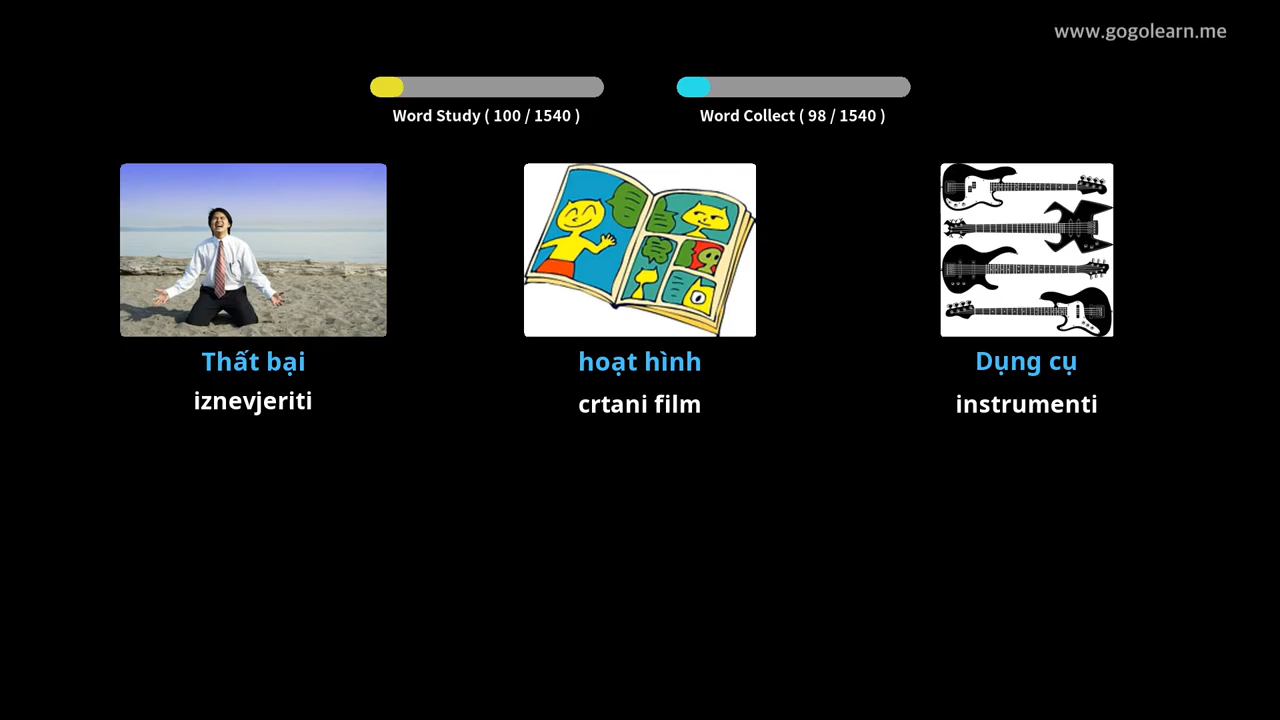 www.gogolearn.me
Word Study ( 100 / 1540 )
Word Collect ( 98 / 1540 )
Thất bại
iznevjeriti
hoạt hình
crtani film
Dụng cụ
instrumenti